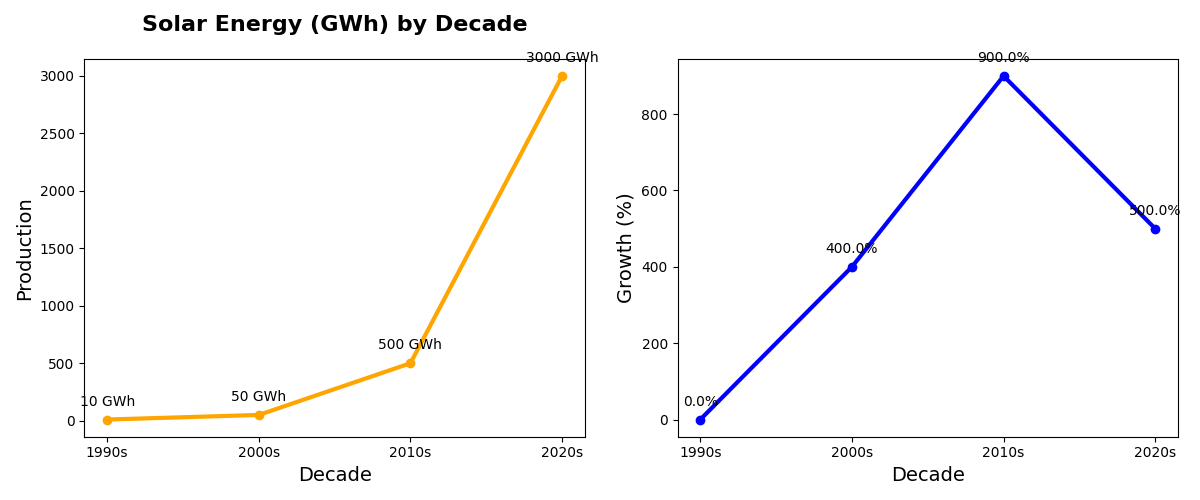 Solar Energy (GWh) by Decade
Production
3000
2500
2000
1500
1000
500
0
10 GWh
50 GWh
500 GWh
3000 GWh
1990s
2000s
2010s
2020s
Decade
Growth (%)
800
600
400
200
0
0.0%
400.0%
900.0%
500.0%
1990s
2000s
2010s
2020s
Decade